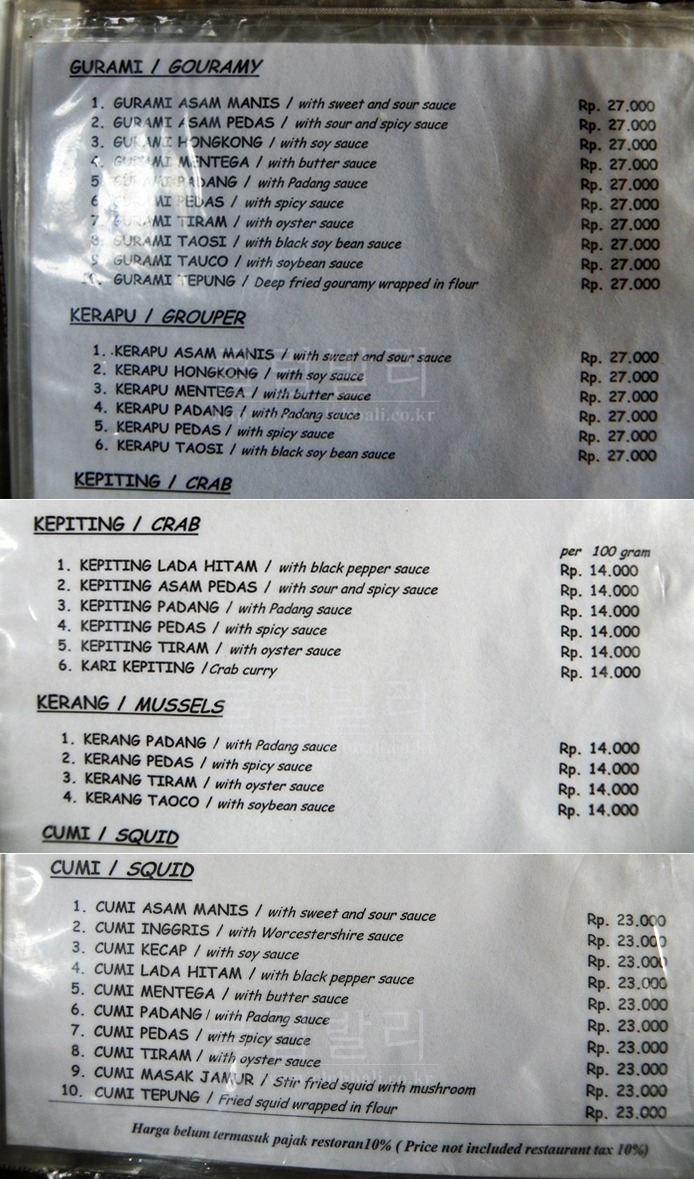 GURAMI / GOURAMY
1. GURAMI ASAM MANIS / with sweet and sour sauce Rp. 27.000
2. GURAMI ASAM PEDAS / with sour and spicy sauce Rp. 27.000
3. GURAMI HONGKONG / with soy sauce Rp. 27.000
4. GURAMI MENTEGA / with butter sauce Rp. 27.000
5. GURAMI PADANG / with Padang sauce Rp. 27.000
6. GURAMI PEDAS / with spicy sauce Rp. 27.000
7. GURAMI TIRAM / with oyster sauce Rp. 27.000
8. GURAMI TAOSI / with black soy bean sauce Rp. 27.000
9. GURAMI TAUCO / with soybean sauce Rp. 27.000
10. GURAMI TEPUNG / Deep fried gouramy wrapped in flour Rp. 27.000
KERAPU / GROUPER
1. KERAPU ASAM MANIS / with sweet and sour sauce Rp. 27.000
2. KERAPU HONGKONG / with soy sauce Rp. 27.000
3. KERAPU MENTEGA / with butter sauce Rp. 27.000
4. KERAPU PADANG / with Padang sauce Rp. 27.000
5. KERAPU PEDAS / with spicy sauce Rp. 27.000
6. KERAPU TAOSI / with black soy bean sauce Rp. 27.000
KEPITING / CRAB
KEPITING / CRAB
per 100 gram
1. KEPITING LADA HITAM / with black pepper sauce Rp. 14.000
2. KEPITING ASAM PEDAS / with sour and spicy sauce Rp. 14.000
3. KEPITING PADANG / with Padang sauce Rp. 14.000
4. KEPITING PEDAS / with spicy sauce Rp. 14.000
5. KEPITING TIRAM / with oyster sauce Rp. 14.000
6. KARI KEPITING / Crab curry Rp. 14.000
KERANG / MUSSELS
1. KERANG PADANG / with Padang sauce Rp. 14.000
2. KERANG PEDAS / with spicy sauce Rp. 14.000
3. KERANG TIRAM / with oyster sauce Rp. 14.000
4. KERANG TAOCO / with soybean sauce Rp. 14.000
CUMI / SQUID
CUMI / SQUID
1. CUMI ASAM MANIS / with sweet and sour sauce Rp. 23.000
2. CUMI INGGRIS / with Worcestershire sauce Rp. 23.000
3. CUMI KECAP / with soy sauce Rp. 23.000
4. CUMI LADA HITAM / with black pepper sauce Rp. 23.000
5. CUMI MENTEGA / with butter sauce Rp. 23.000
6. CUMI PADANG / with Padang sauce Rp. 23.000
7. CUMI PEDAS / with spicy sauce Rp. 23.000
8. CUMI TIRAM / with oyster sauce Rp. 23.000
9. CUMI MASAK JAMUR / Stir fried squid with mushroom Rp. 23.000
10. CUMI TEPUNG / Fried squid wrapped in flour Rp. 23.000
Harga belum termasuk pajak restoran10% ( Price not included restaurant tax 10%)